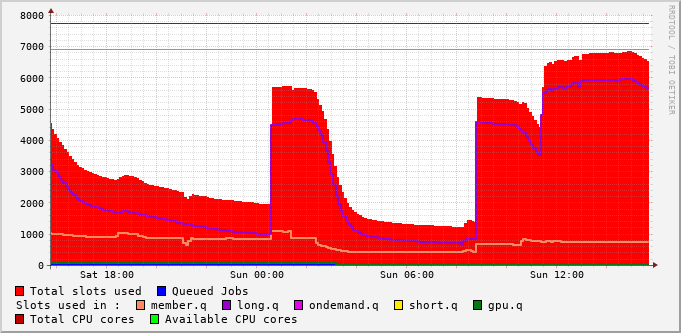 8000
7000
6000
5000
4000
3000
2000
1000
0
Sat 18:00 Sun 00:00 Sun 06:00 Sun 12:00
RRDTOOL / TOBI OETIKER
Total slots used Queued Jobs
Slots used in : member.q long.q ondemand.q short.q gpu.q
Total CPU cores Available CPU cores